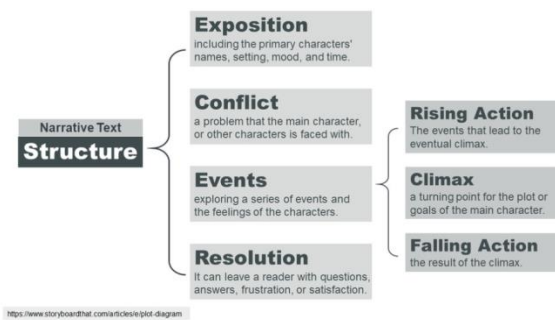 Exposition
including the primary characters'
names, setting, mood, and time.
Conflict
a problem that the main character,
or other characters is faced with.
Narrative Text
Structure
Events
exploring a series of events and
the feelings of the characters.
Rising Action
The events that lead to the
eventual climax.
Climax
a turning point for the plot or
goals of the main character.
Falling Action
the result of the climax.
Resolution
It can leave a reader with questions,
answers, frustration, or satisfaction.
https://www.storyboardthat.com/articles/e/plot-diagram